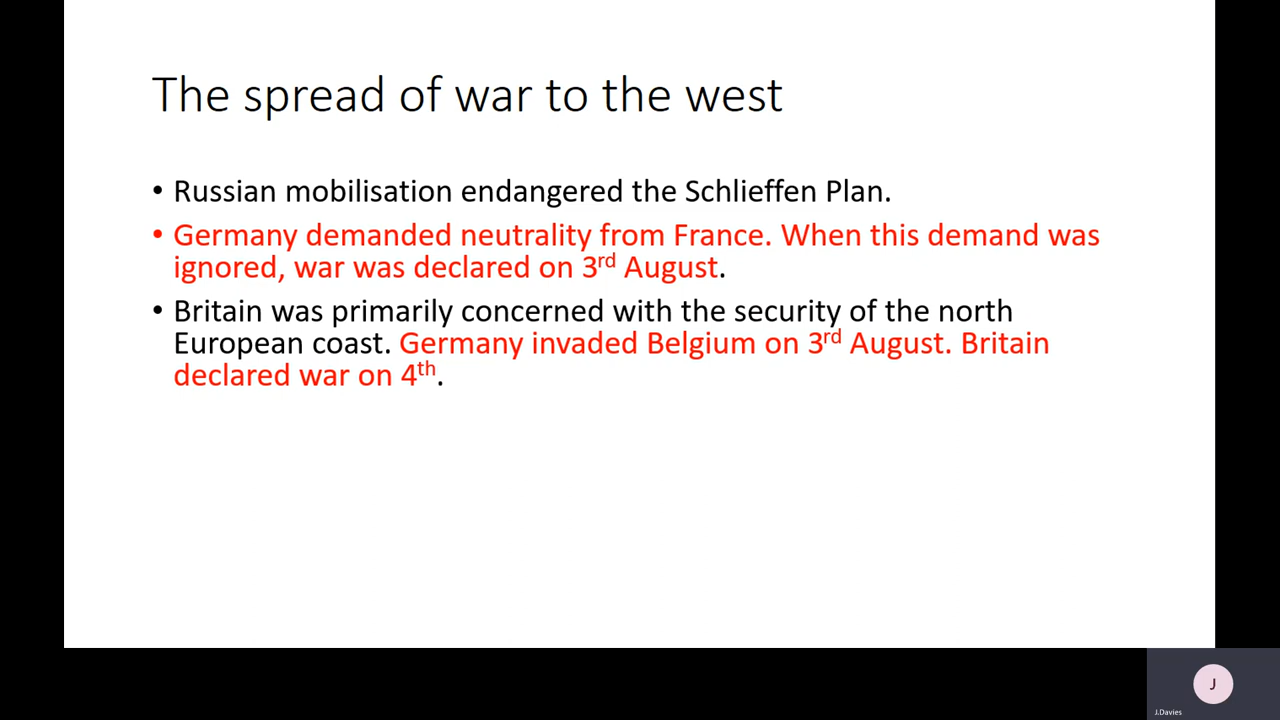 The spread of war to the west
• Russian mobilisation endangered the Schlieffen Plan.
• Germany demanded neutrality from France. When this demand was
ignored, war was declared on 3rd August.
• Britain was primarily concerned with the security of the north
European coast. Germany invaded Belgium on 3rd August. Britain
declared war on 4th.
J
J.Davies